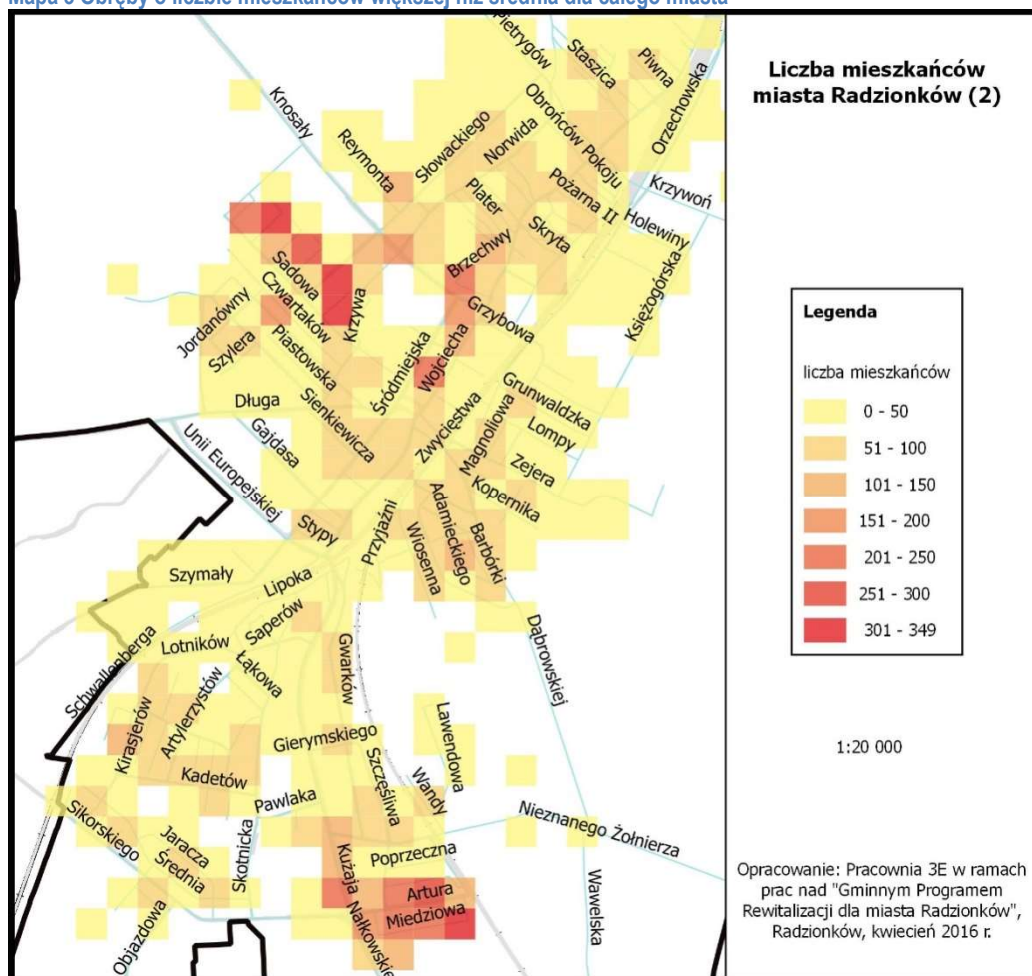 Mapa 6 Obręby o liczbie mieszkańców większej niż średnia dla całego miasta
Liczba mieszkańców
miasta Radzionków (2)
Pietrygów
Staszica
Piwna
Orzechowska
Knosały
Reymonta
Słowackiego
Norwida
Obrońców Pokoju
Plater
Pożarna II
Krzywoń
Holewiny
Skryta
Brzechwy
Księżogórska
Sadowa
Czwartaków
Krzywa
Jordanówny
Szylera
Piastowska
Grzybowa
Śródmiejska
Wojciecha
Długa
Sienkiewicza
Gajdasa
Unii Europejskiej
Zwycięstwa
Magnoliowa
Grunwaldzka
Lompy
Zejera
Kopernika
Stypy
Przyjaźni
Adamieckiego
Wiosenna
Barbórki
Szymały
Lipoka
Saperów
Lotników
Schwallenberga
Łąkowa
Gwarków
Dąbrowskiej
Artylerzystów
Kirasjerów
Gierymskiego
Lawendowa
Kadetów
Szczęśliwa
Wandy
Pawlaka
Nieznanego Żołnierza
Sikorskiego
Jaracza
Średnia
Skotnicka
Kużaja
Poprzeczna
Artura
Miedziowa
Nałkowskiej
Wawelska
Objazdowa
Legenda
liczba mieszkańców
0 - 50
51 - 100
101 - 150
151 - 200
201 - 250
251 - 300
301 - 349
1:20 000
Opracowanie: Pracownia 3E w ramach
prac nad "Gminnym Programem
Rewitalizacji dla miasta Radzionków",
Radzionków, kwiecień 2016 r.